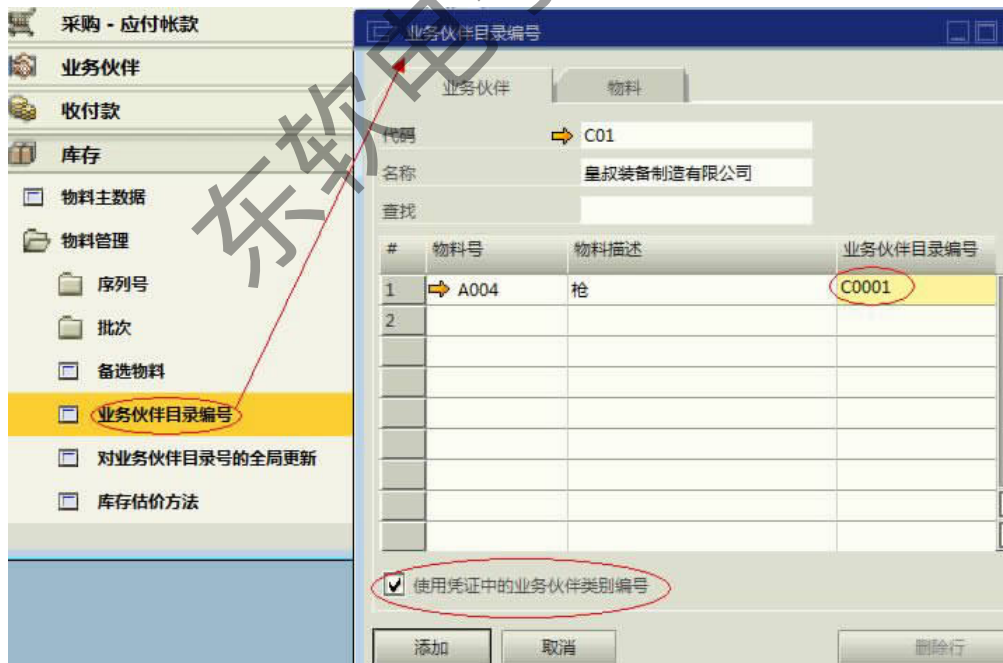 采购 - 应付帐款
业务伙伴
收付款
库存
物料主数据
物料管理
序列号
批次
备选物料
业务伙伴目录编号
对业务伙伴目录号的全局更新
库存估价方法
业务伙伴目录编号
业务伙伴 物料
代码 C01
名称 皇叔装备制造有限公司
查找
# 物料号 物料描述 业务伙伴目录编号
1 A004 枪 C0001
2
使用凭证中的业务伙伴类别编号
添加 取消 删除行
东软电